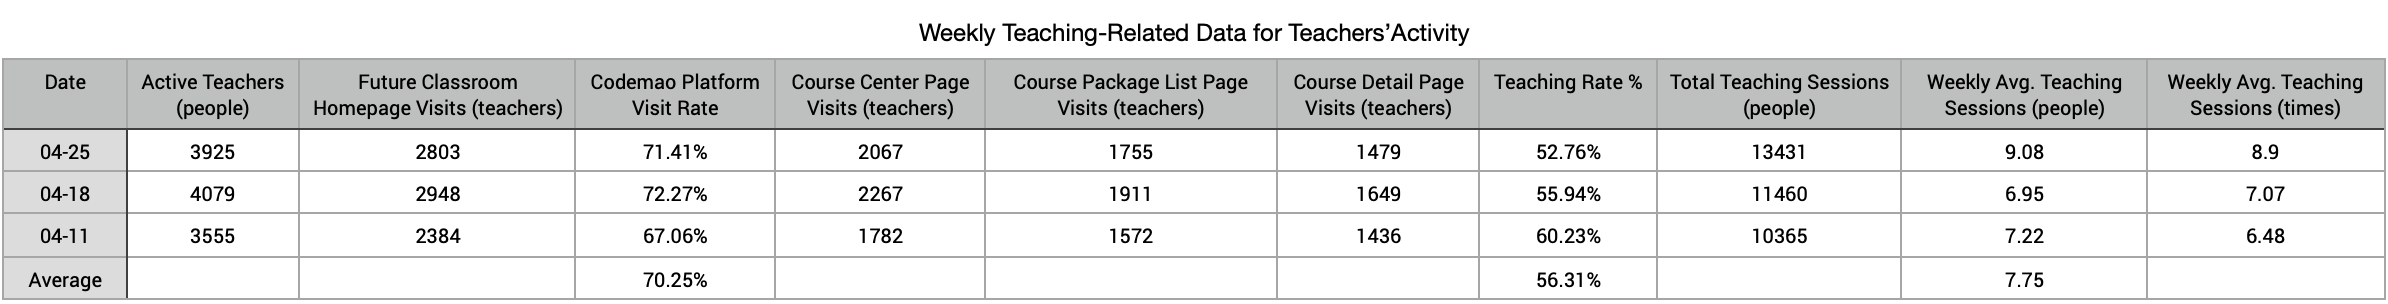 Weekly Teaching-Related Data for Teachers’Activity
Date Active Teachers (people) Future Classroom Homepage Visits (teachers) Codemao Platform Visit Rate Course Center Page Visits (teachers) Course Package List Page Visits (teachers) Course Detail Page Visits (teachers) Teaching Rate % Total Teaching Sessions (people) Weekly Avg. Teaching Sessions (people) Weekly Avg. Teaching Sessions (times)
04-25 3925 2803 71.41% 2067 1755 1479 52.76% 13431 9.08 8.9
04-18 4079 2948 72.27% 2267 1911 1649 55.94% 11460 6.95 7.07
04-11 3555 2384 67.06% 1782 1572 1436 60.23% 10365 7.22 6.48
Average 70.25% 56.31% 7.75